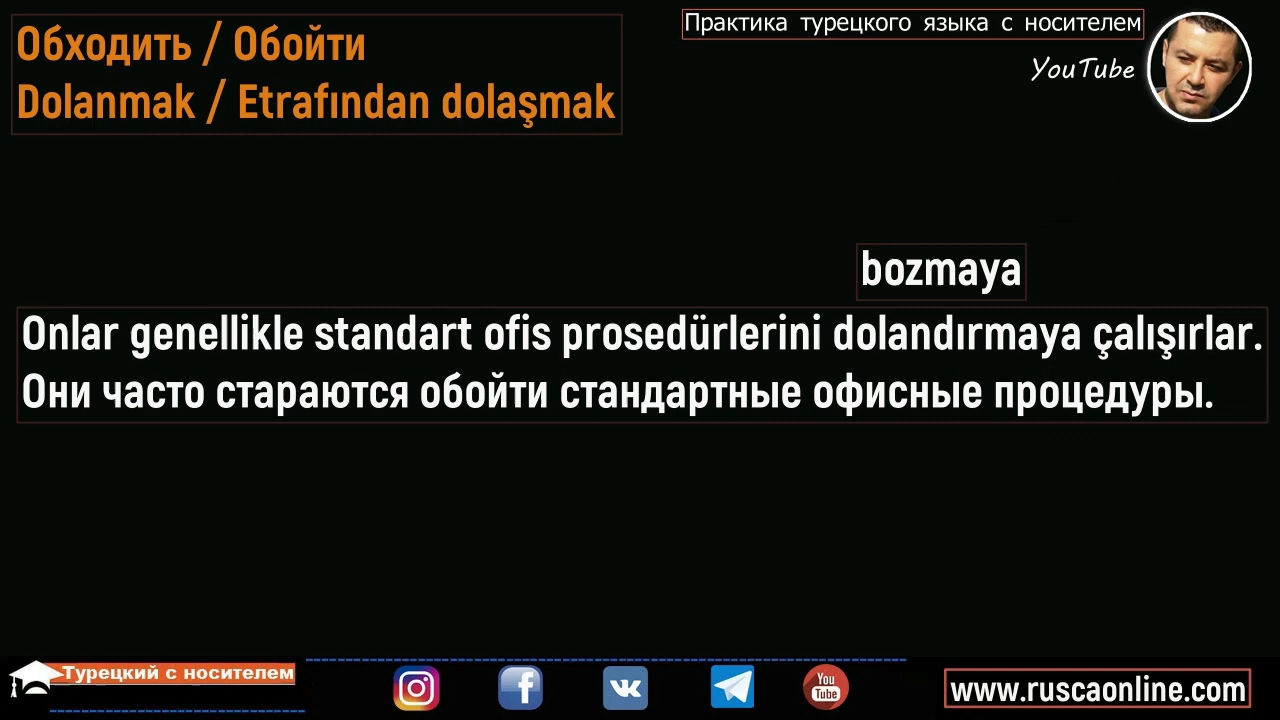 Обходить / Обойти
Dolanmak / Etrafından dolaşmak
Практика турецкого языка с носителем
YouTube
bozmaya
Onlar genellikle standart ofis prosedürlerini dolandırmaya çalışırlar.
Они часто стараются обойти стандартные офисные процедуры.
Турецкий с носителем
You
Tube
www.ruscaonline.com